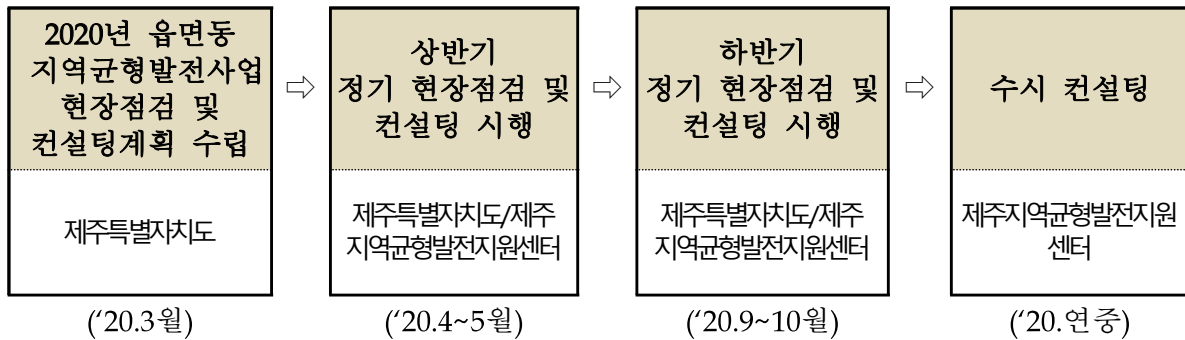 2020년 읍면동
지역균형발전사업
현장점검 및
컨설팅계획 수립
제주특별자치도
('20.3월)
⇨
상반기
정기 현장점검 및
컨설팅 시행
제주특별자치도/제주
지역균형발전지원센터
('20.4~5월)
⇨
하반기
정기 현장점검 및
컨설팅 시행
제주특별자치도/제주
지역균형발전지원센터
('20.9~10월)
⇨
수시 컨설팅
제주지역균형발전지원
센터
('20.연중)